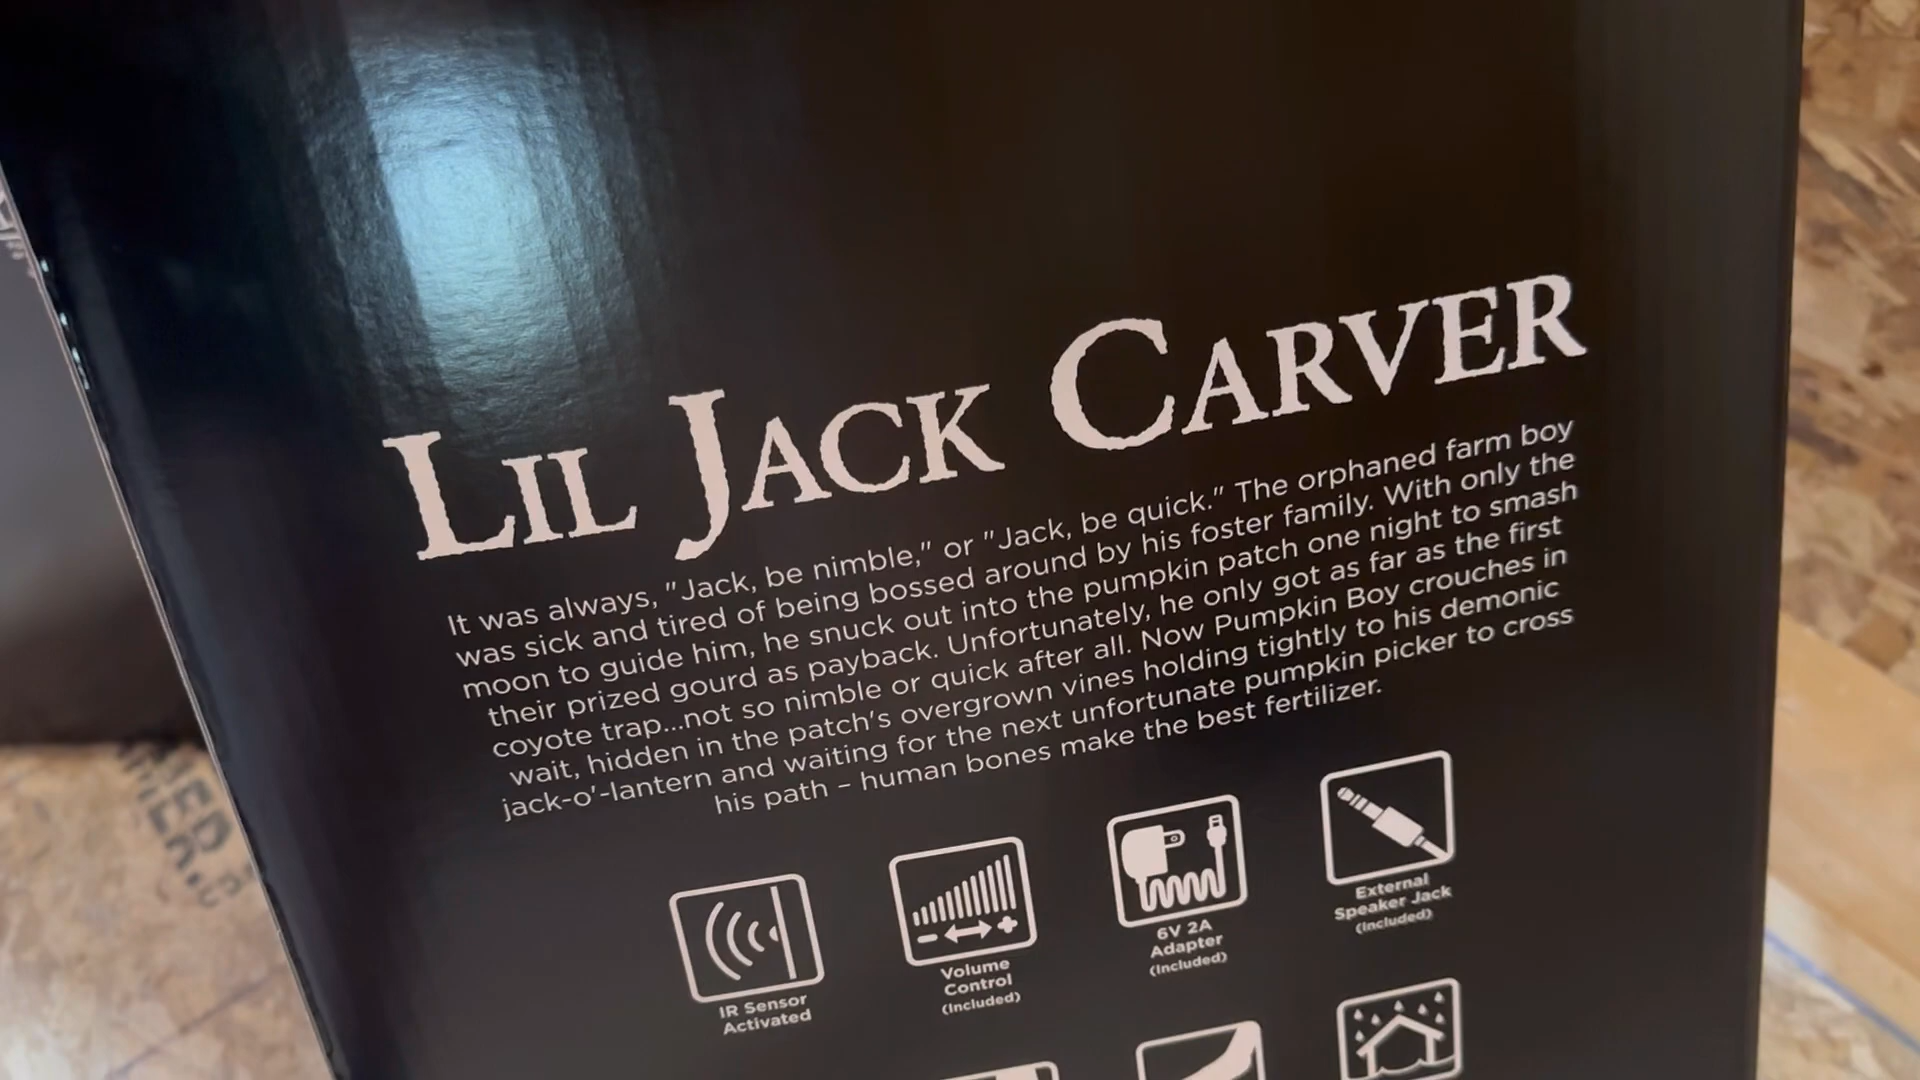 LIL JACK CARVER
It was always, "Jack, be nimble," or "Jack, be quick." The orphaned farm boy
was sick and tired of being bossed around by his foster family. With only the
moon to guide him, he snuck out into the pumpkin patch one night to smash
their prized gourd as payback. Unfortunately, he only got as far as the first
coyote trap...not so nimble or quick after all. Now Pumpkin Boy crouches in
wait, hidden in the patch's overgrown vines holding tightly to his demonic
jack-o'-lantern and waiting for the next unfortunate pumpkin picker to cross
his path – human bones make the best fertilizer.
IR Sensor
Activated
Volume
Control
(Included)
6V 2A
Adapter
(Included)
External
Speaker Jack
(Included)